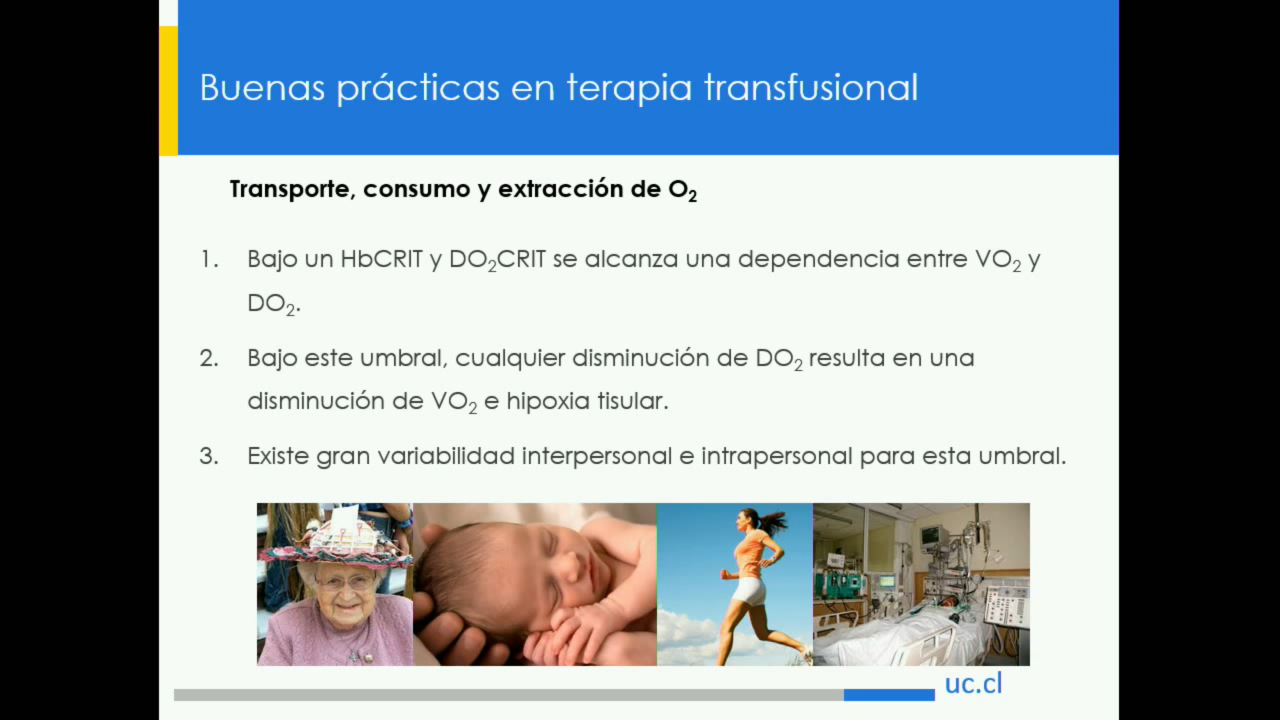 Buenas prácticas en terapia transfusional
Transporte, consumo y extracción de O₂
1. Bajo un HbCRIT y DO₂CRIT se alcanza una dependencia entre VO₂ y
DO₂.
2. Bajo este umbral, cualquier disminución de DO₂ resulta en una
disminución de VO₂ e hipoxia tisular.
3. Existe gran variabilidad interpersonal e intrapersonal para esta umbral.
uc.cl